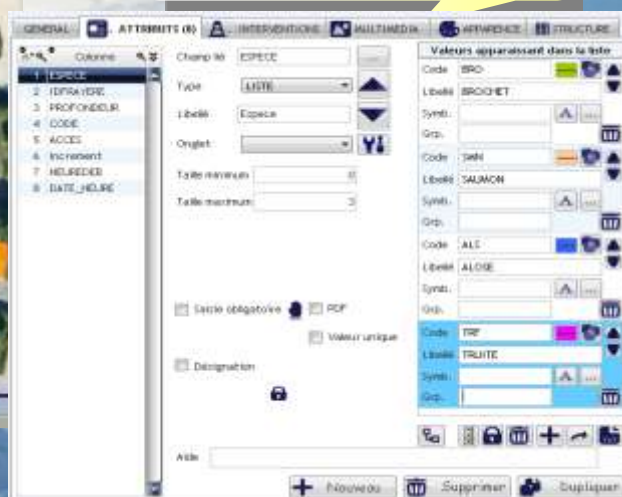 GENERAL ATTRIBUTS (8) INTERVENTIONS MULTIMEDIA APPARENCE STRUCTURE
Colonne
1 ESPECE
2 IDFRAYERE
3 PROFONDEUR
4 CODE
5 ACCES
6 Increment
7 HEUREDEB
8 DATE_HEURE
Champ lié ESPECE ...
Type LISTE
Libellé Espece
Onglet
Taille minimum 0
Taille maximum 3
Saisie obligatoire PDF
Valeur unique
Désignation
Valeurs apparaissant dans la liste
Code BRO
Libellé BROCHET
Symb. A ...
Grp.
Code
Libellé SAUMON
Symb. A ...
Grp.
Code
Libellé ALOSE
Symb. A ...
Grp.
Code TRF
Libellé TRUITE
Symb. A ...
Grp.
Aide
Nouveau Supprimer Dupliquer